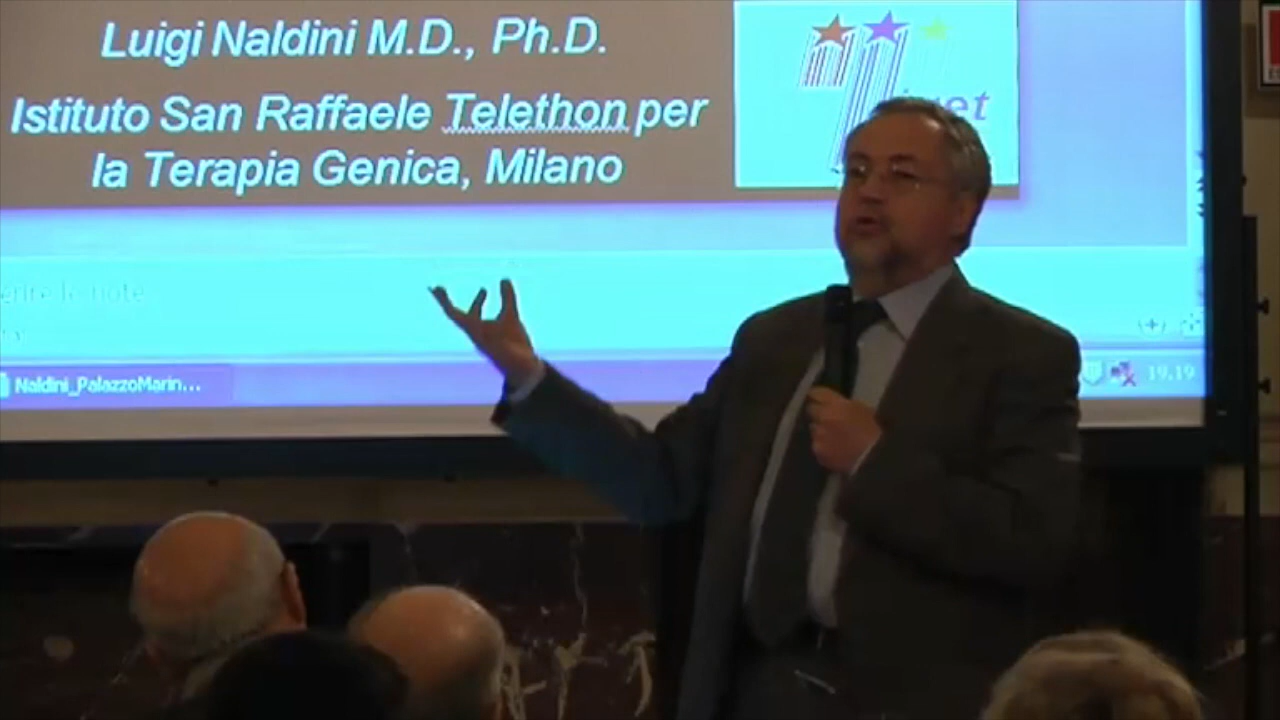 Luigi Naldini M.D., Ph.D.
Istituto San Raffaele Telethon per
la Terapia Genica, Milano
Naldini_PalazzoMarin...
19.19